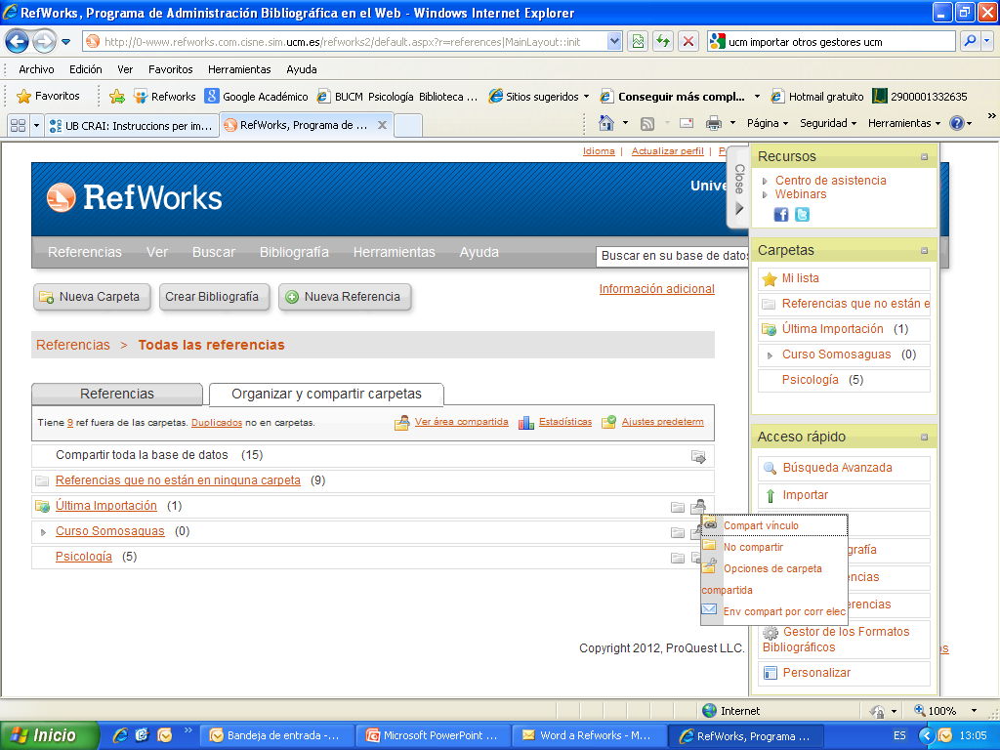 RefWorks, Programa de Administración Bibliográfica en el Web - Windows Internet Explorer
http://0-www.refworks.com.cisne.sim.ucm.es/refworks2/default.aspx?r=references|MainLayout::init
ucm importar otros gestores ucm
Archivo Edición Ver Favoritos Herramientas Ayuda
Favoritos Refworks Google Académico BUCM Psicología Biblioteca ... Sitios sugeridos Conseguir más compl... Hotmail gratuito 2900001332635
UB CRAI: Instruccions per im... RefWorks, Programa de ... Página Seguridad Herramientas
Idioma | Actualizar perfil | P
Close
RefWorks
Unive
Referencias Ver Buscar Bibliografía Herramientas Ayuda
Buscar en su base de datos
Nueva Carpeta Crear Bibliografía Nueva Referencia
Información adicional
Referencias > Todas las referencias
Referencias Organizar y compartir carpetas
Tiene 9 ref fuera de las carpetas. Duplicados no en carpetas.
Ver área compartida Estadísticas Ajustes predeterm
Compartir toda la base de datos (15)
Referencias que no están en ninguna carpeta (9)
Última Importación (1)
Curso Somosaguas (0)
Psicología (5)
Compart vínculo
No compartir
Opciones de carpeta
compartida
Env compart por corr elec
Copyright 2012, ProQuest LLC.
Recursos
Centro de asistencia
Webinars
Carpetas
Mi lista
Referencias que no están e
Última Importación (1)
Curso Somosaguas (0)
Psicología (5)
Acceso rápido
Búsqueda Avanzada
Importar
grafía
encias
erencias
Gestor de los Formatos
Bibliográficos
os
Personalizar
Internet 100%
Inicio
Bandeja de entrada -...
Microsoft PowerPoint ...
Word a Refworks - M...
RefWorks, Programa ...
ES 13:05